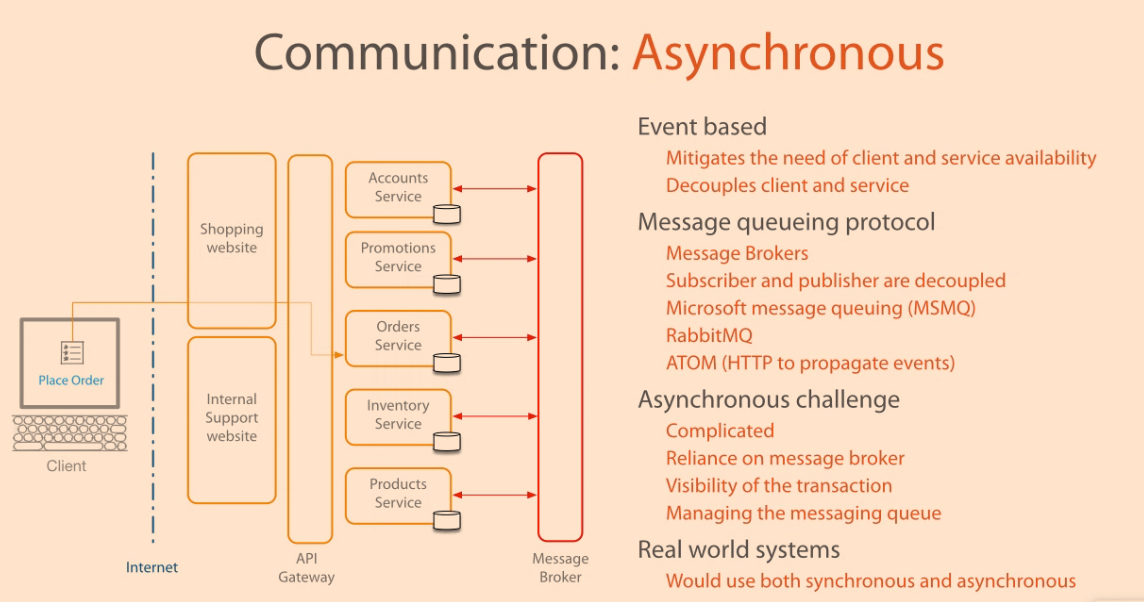 Communication: Asynchronous
Shopping
website
Internal
Support
website
Place Order
Client
Internet
API
Gateway
Accounts
Service
Promotions
Service
Orders
Service
Inventory
Service
Products
Service
Message
Broker
Event based
Mitigates the need of client and service availability
Decouples client and service
Message queueing protocol
Message Brokers
Subscriber and publisher are decoupled
Microsoft message queuing (MSMQ)
RabbitMQ
ATOM (HTTP to propagate events)
Asynchronous challenge
Complicated
Reliance on message broker
Visibility of the transaction
Managing the messaging queue
Real world systems
Would use both synchronous and asynchronous